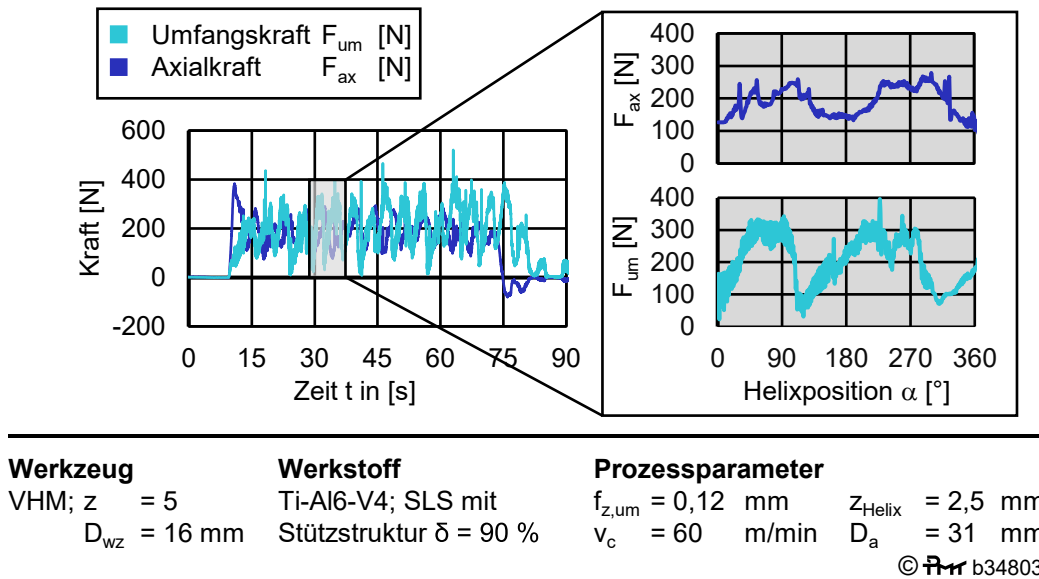 Umfangskraft F_um [N]
Axialkraft F_ax [N]
Kraft [N]
600
400
200
0
-200
0 15 30 45 60 75 90
Zeit t in [s]
F_ax [N]
400
300
200
100
0
F_um [N]
400
300
200
100
0
0 90 180 270 360
Helixposition α [°]
Werkzeug
VHM; z = 5
D_wz = 16 mm
Werkstoff
Ti-Al6-V4; SLS mit
Stützstruktur δ = 90 %
Prozessparameter
f_z,um = 0,12 mm z_Helix = 2,5 mm
v_c = 60 m/min D_a = 31 mm
© b34803